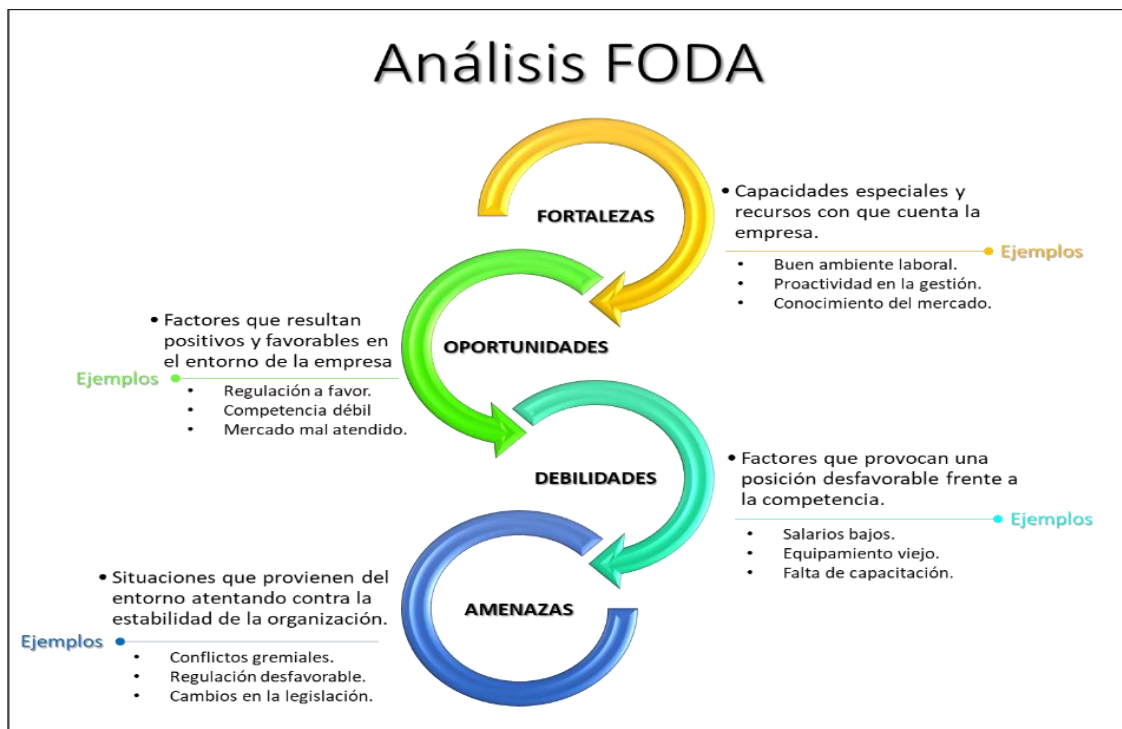 Análisis FODA
FORTALEZAS
• Capacidades especiales y
recursos con que cuenta la
empresa.
Ejemplos
• Buen ambiente laboral.
• Proactividad en la gestión.
• Conocimiento del mercado.
OPORTUNIDADES
• Factores que resultan
positivos y favorables en
el entorno de la empresa
Ejemplos
• Regulación a favor.
• Competencia débil
• Mercado mal atendido.
DEBILIDADES
• Factores que provocan una
posición desfavorable frente a
la competencia.
Ejemplos
• Salarios bajos.
• Equipamiento viejo.
• Falta de capacitación.
AMENAZAS
• Situaciones que provienen del
entorno atentando contra la
estabilidad de la organización.
Ejemplos
• Conflictos gremiales.
• Regulación desfavorable.
• Cambios en la legislación.